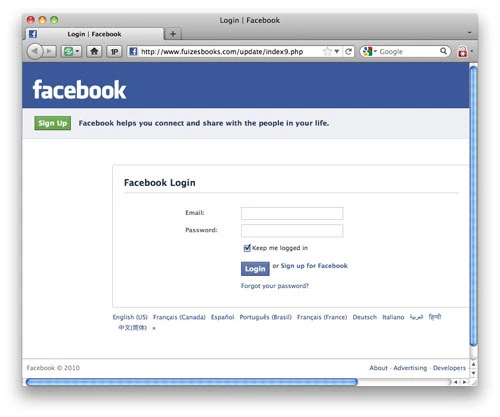 Login | Facebook
Login | Facebook
1P http://www.fuizesbooks.com/update/index9.php Google
facebook
Sign Up Facebook helps you connect and share with the people in your life.
Facebook Login
Email:
Password:
Keep me logged in
Login or Sign up for Facebook
Forgot your password?
English (US) Français (Canada) Español Português (Brasil) Français (France) Deutsch Italiano العربية हिन्दी
中文(简体) »
Facebook © 2010 About · Advertising · Developers